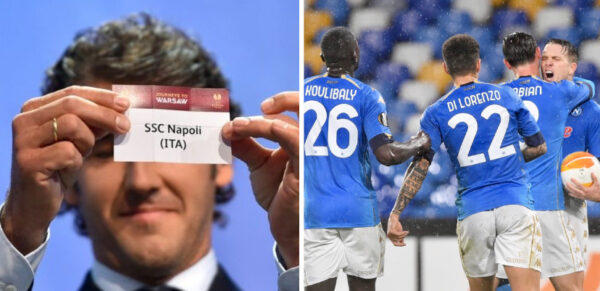 JOURNEY TO
WARSAW
SSC Napoli
(ITA)
KOULIBALY
26
DI LORENZO
22
FABIAN